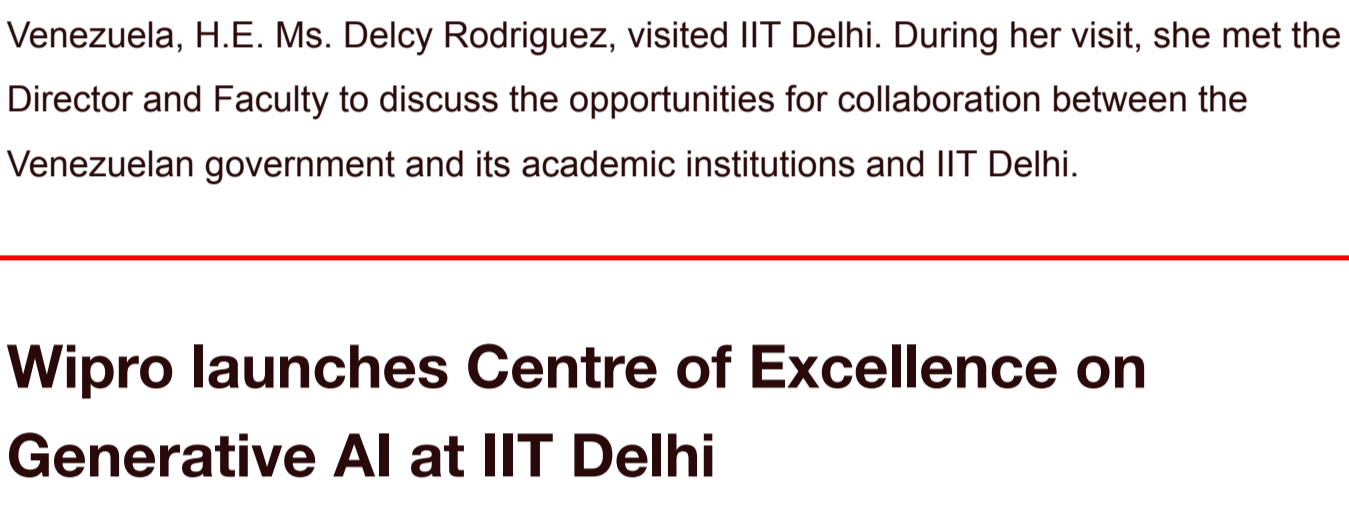 Venezuela, H.E. Ms. Delcy Rodriguez, visited IIT Delhi. During her visit, she met the
Director and Faculty to discuss the opportunities for collaboration between the
Venezuelan government and its academic institutions and IIT Delhi.
Wipro launches Centre of Excellence on
Generative AI at IIT Delhi